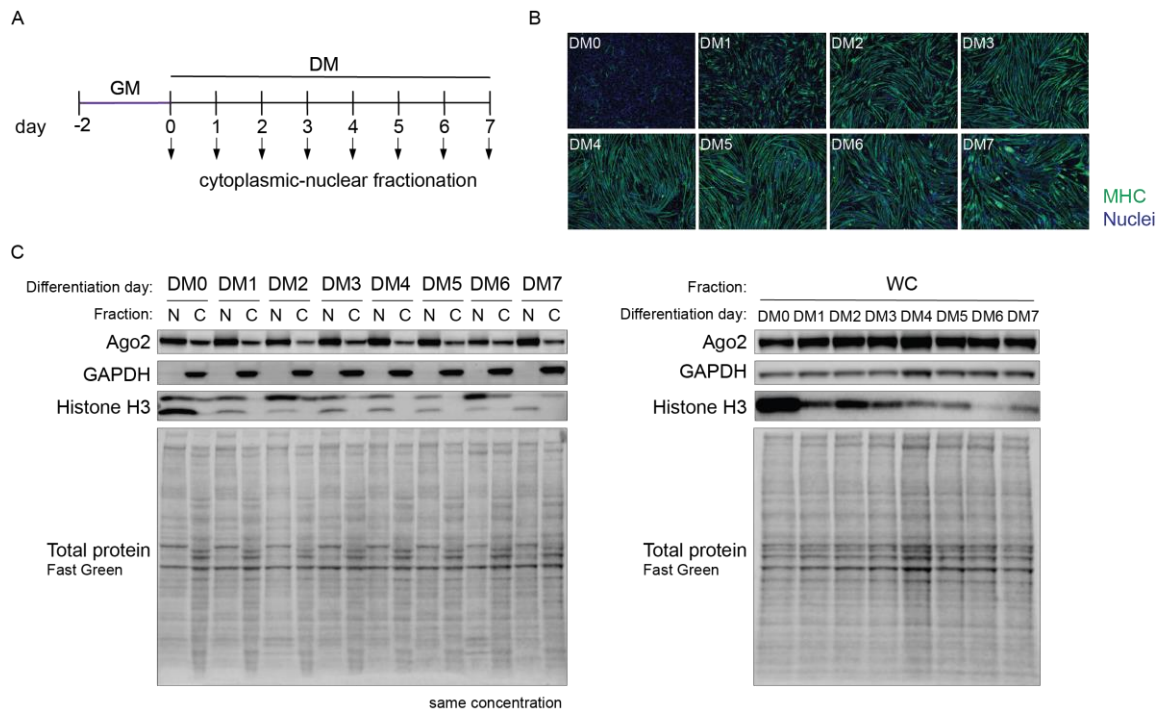 A
DM
GM
day
-2 0 1 2 3 4 5 6 7
cytoplasmic-nuclear fractionation
B
DM0 DM1 DM2 DM3
DM4 DM5 DM6 DM7
MHC
Nuclei
C
Differentiation day: DM0 DM1 DM2 DM3 DM4 DM5 DM6 DM7
Fraction: N C N C N C N C N C N C N C N C
Ago2
GAPDH
Histone H3
Total protein
Fast Green
same concentration
Fraction: WC
Differentiation day: DM0 DM1 DM2 DM3 DM4 DM5 DM6 DM7
Ago2
GAPDH
Histone H3
Total protein
Fast Green